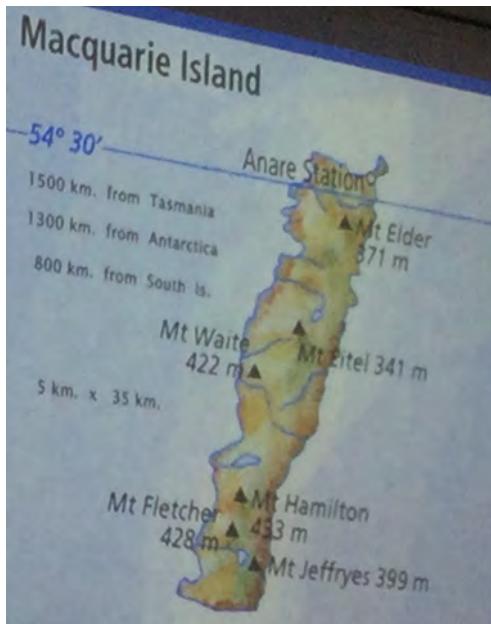 Macquarie Island
54° 30'
Anare Station
1500 km. from Tasmania
1300 km. from Antarctica
800 km. from South Is.
Mt Elder
371 m
Mt Waite
422 m
Mt Eitel 341 m
5 km. x 35 km.
Mt Hamilton
433 m
Mt Fletcher
428 m
Mt Jeffryes 399 m